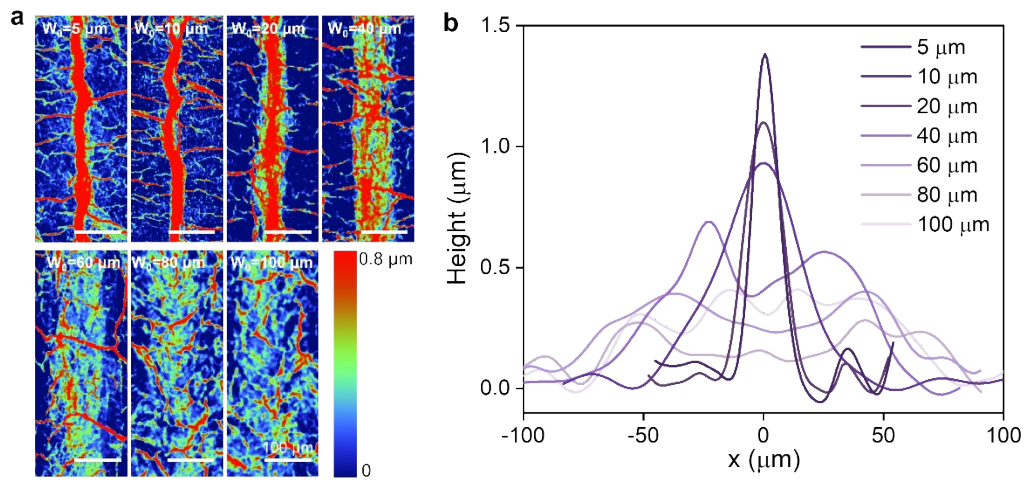 a
W₀=5 μm
W₀=10 μm
W₀=20 μm
W₀=40 μm
W₀=60 μm
W₀=80 μm
W₀=100 μm
0.8 μm
0
100 μm
b
1.5
1.0
0.5
0.0
Height (μm)
5 μm
10 μm
20 μm
40 μm
60 μm
80 μm
100 μm
-100
-50
0
50
100
x (μm)